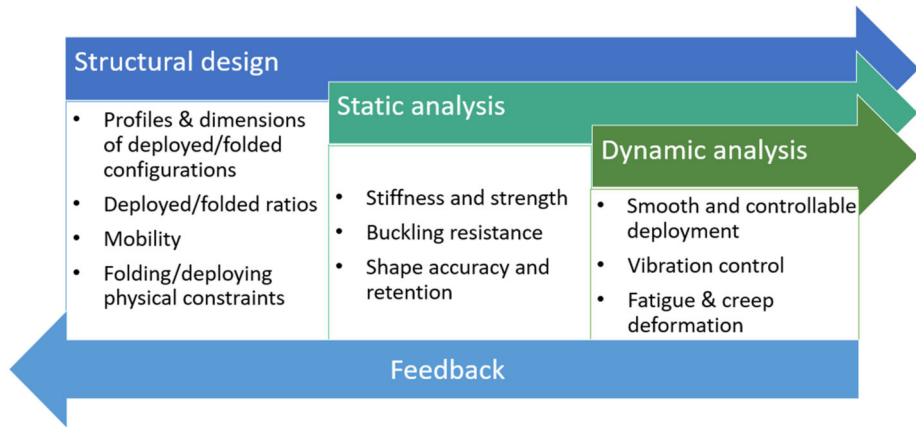 Structural design
• Profiles & dimensions
of deployed/folded
configurations
• Deployed/folded ratios
• Mobility
• Folding/deploying
physical constraints
Static analysis
• Stiffness and strength
• Buckling resistance
• Shape accuracy and
retention
Dynamic analysis
• Smooth and controllable
deployment
• Vibration control
• Fatigue & creep
deformation
Feedback